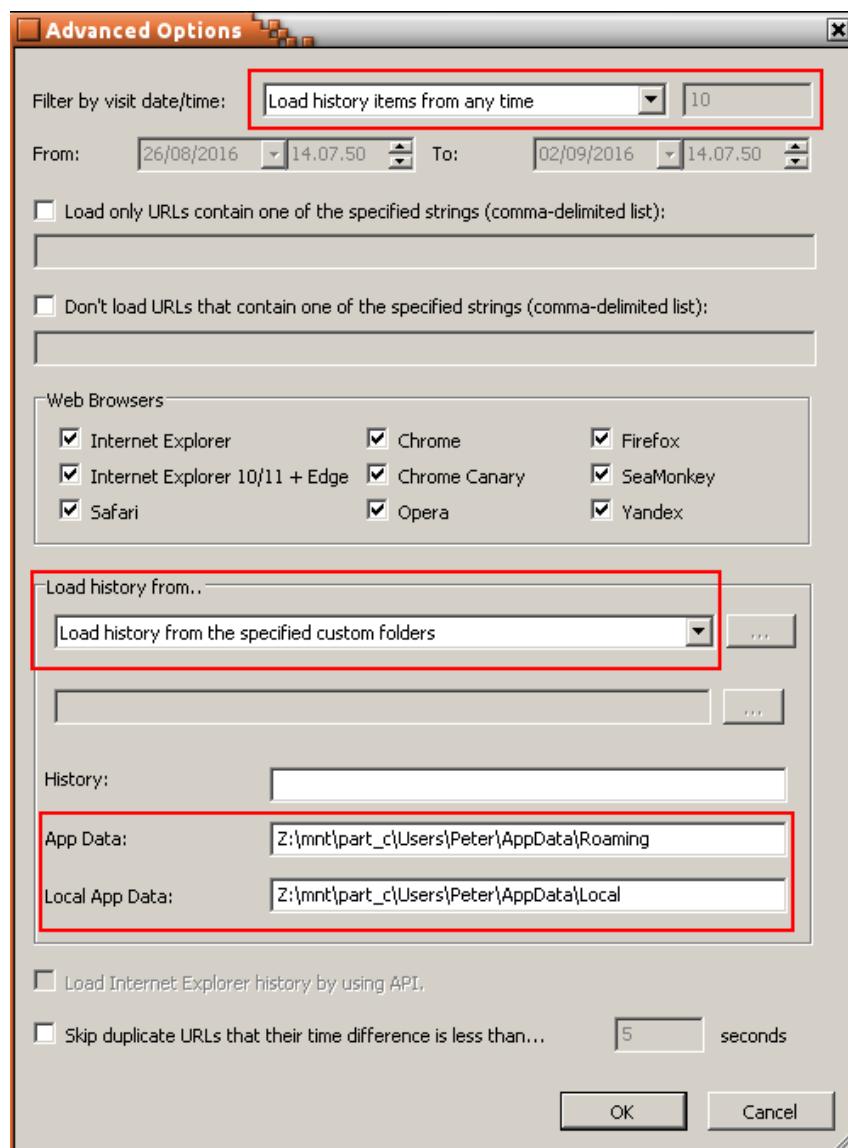 Advanced Options
Filter by visit date/time: Load history items from any time 10
From: 26/08/2016 14.07.50 To: 02/09/2016 14.07.50
Load only URLs contain one of the specified strings (comma-delimited list):
Don't load URLs that contain one of the specified strings (comma-delimited list):
Web Browsers
Internet Explorer Chrome Firefox
Internet Explorer 10/11 + Edge Chrome Canary SeaMonkey
Safari Opera Yandex
Load history from..
Load history from the specified custom folders ...
...
History:
App Data: Z:\mnt\part_c\Users\Peter\AppData\Roaming
Local App Data: Z:\mnt\part_c\Users\Peter\AppData\Local
Load Internet Explorer history by using API.
Skip duplicate URLs that their time difference is less than... 5 seconds
OK Cancel